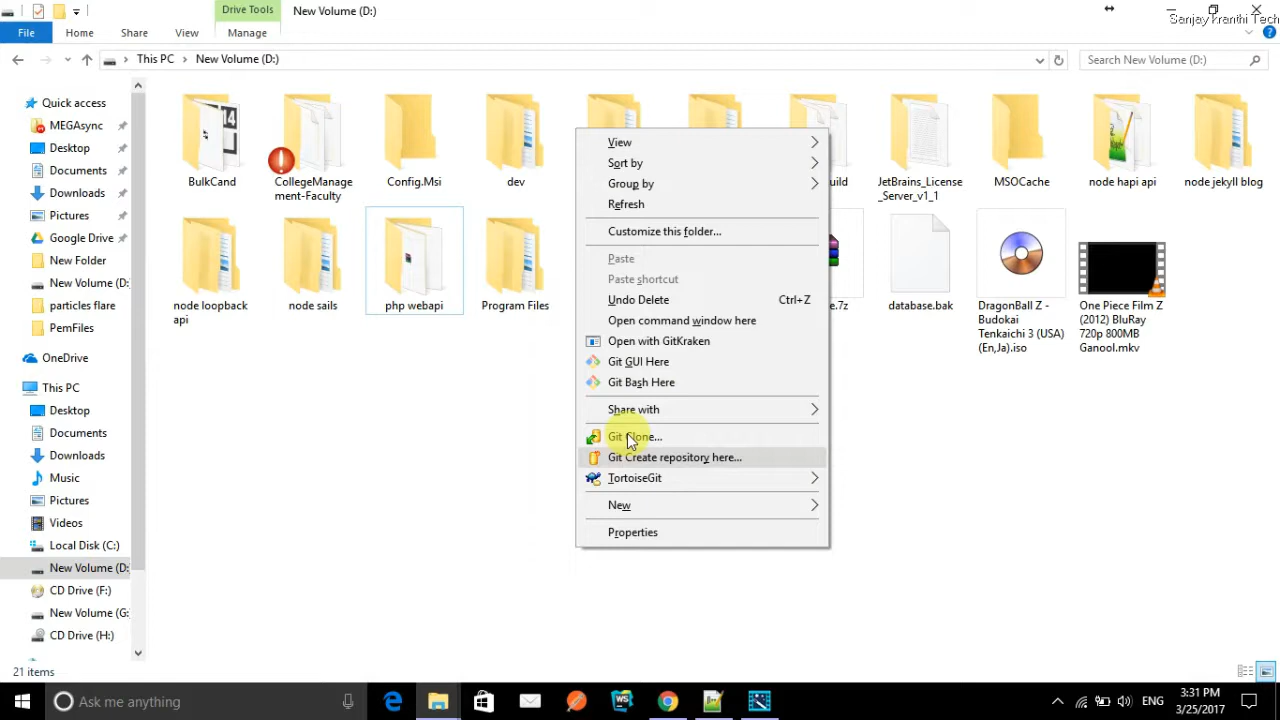 Drive Tools
New Volume (D:)
Sanjay kranthi Tech
File
Home
Share
View
Manage
This PC
New Volume (D:)
Search New Volume (D:)
Quick access
MEGAsync
Desktop
Documents
Downloads
Pictures
Google Drive
New Folder
New Volume (D:
particles flare
PemFiles
OneDrive
This PC
Desktop
Documents
Downloads
Music
Pictures
Videos
Local Disk (C:)
New Volume (D:
CD Drive (F:)
New Volume (G:
CD Drive (H:)
14
BulkCand
CollegeManage
ment-Faculty
Config.Msi
dev
uild
JetBrains_License
_Server_v1_1
MSOCache
node hapi api
node jekyll blog
node loopback
api
node sails
php webapi
Program Files
e.7z
database.bak
DragonBall Z -
Budokai
Tenkaichi 3 (USA)
(En,Ja).iso
One Piece Film Z
(2012) BluRay
720p 800MB
Ganool.mkv
View
Sort by
Group by
Refresh
Customize this folder...
Paste
Paste shortcut
Undo Delete Ctrl+Z
Open command window here
Open with GitKraken
Git GUI Here
Git Bash Here
Share with
Git Clone...
Git Create repository here...
TortoiseGit
New
Properties
21 items
Ask me anything
ENG
3:31 PM
3/25/2017